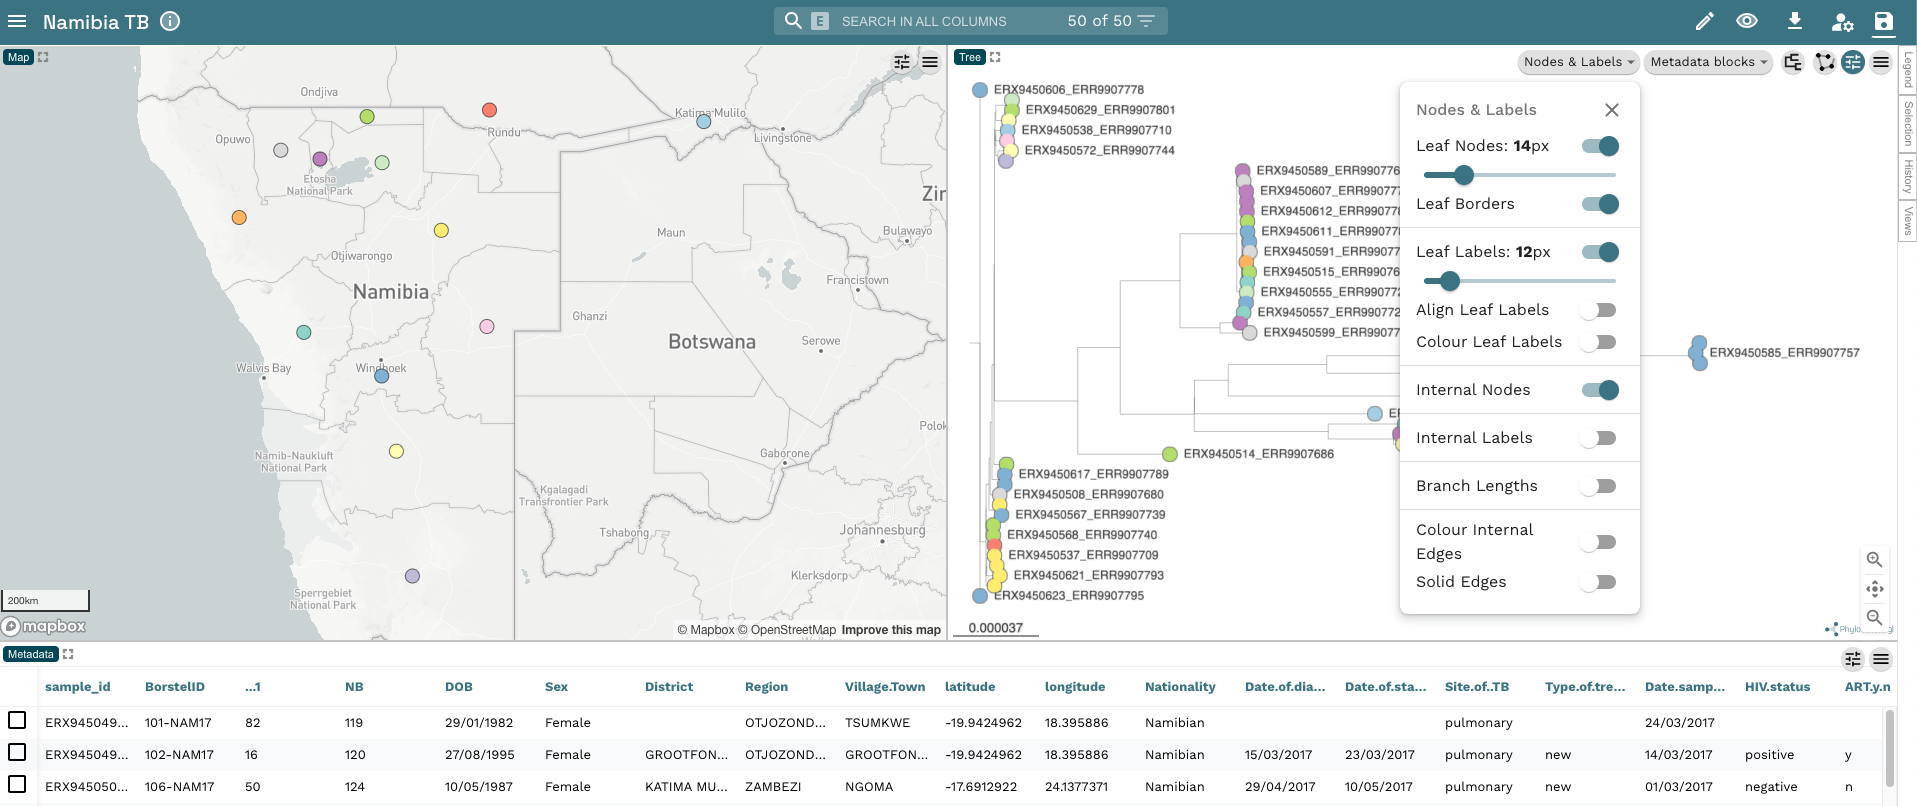 Namibia TB
E SEARCH IN ALL COLUMNS 50 of 50
Map
Ondjiva
Opuwo
Rundu
Katima Mulilo
Livingstone
Etosha
National Park
Otjiwarongo
Namibia
Maun
Bulawayo
Francistown
Ghanzi
Botswana
Serowe
Walvis Bay
Windhoek
Namib-Naukluft
National Park
Gaborone
Kgalagadi
Transfrontier Park
Tshabong
Johannesburg
Klerksdorp
Sperrgebiet
National Park
200km
mapbox
© Mapbox © OpenStreetMap Improve this map
Tree
Nodes & Labels
Metadata blocks
ERX9450606_ERR9907778
ERX9450629_ERR9907801
ERX9450538_ERR9907710
ERX9450572_ERR9907744
ERX9450589_ERR990776
ERX9450607_ERR990777
ERX9450612_ERR990778
ERX9450611_ERR990778
ERX9450591_ERR99077
ERX9450515_ERR99076
ERX9450555_ERR990772
ERX9450557_ERR990772
ERX9450599_ERR99077
ERX9450585_ERR9907757
ERX9450514_ERR9907686
ERX9450617_ERR9907789
ERX9450508_ERR9907680
ERX9450567_ERR9907739
ERX9450568_ERR9907740
ERX9450537_ERR9907709
ERX9450621_ERR9907793
ERX9450623_ERR9907795
0.000037
Nodes & Labels
Leaf Nodes: 14px
Leaf Borders
Leaf Labels: 12px
Align Leaf Labels
Colour Leaf Labels
Internal Nodes
Internal Labels
Branch Lengths
Colour Internal
Edges
Solid Edges
Legend
Selection
History
Views
Metadata
sample_id BorstelID ...1 NB DOB Sex District Region Village.Town latitude longitude Nationality Date.of.dia... Date.of.sta... Site.of..TB Type.of.tre... Date.samp... HIV.status ART.y.n
ERX945049... 101-NAM17 82 119 29/01/1982 Female OTJOZOND... TSUMKWE -19.9424962 18.395886 Namibian pulmonary 24/03/2017
ERX945049... 102-NAM17 16 120 27/08/1995 Female GROOTFON... OTJOZOND... GROOTFON... -19.9424962 18.395886 Namibian 15/03/2017 23/03/2017 pulmonary new 14/03/2017 positive y
ERX945050... 106-NAM17 50 124 10/05/1987 Female KATIMA MU... ZAMBEZI NGOMA -17.6912922 24.1377371 Namibian 29/04/2017 10/05/2017 pulmonary new 01/03/2017 negative n